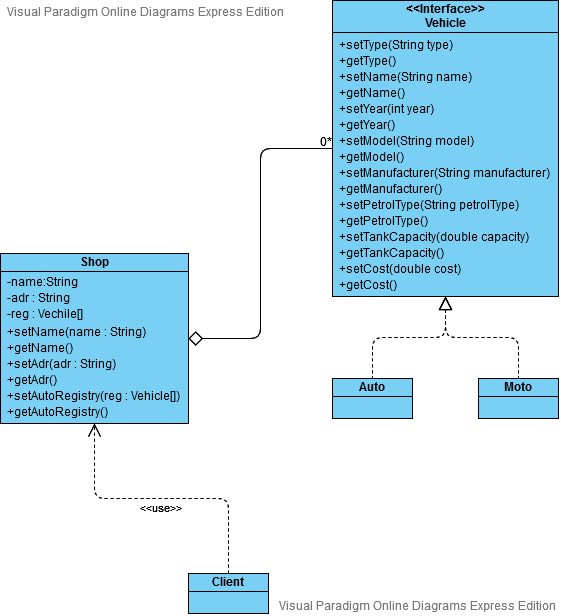 Visual Paradigm Online Diagrams Express Edition
<<Interface>>
Vehicle
+setType(String type)
+getType()
+setName(String name)
+getName()
+setYear(int year)
+getYear()
+setModel(String model)
+getModel()
+setManufacturer(String manufacturer)
+getManufacturer()
+setPetrolType(String petrolType)
+getPetrolType()
+setTankCapacity(double capacity)
+getTankCapacity()
+setCost(double cost)
+getCost()
0*
Shop
-name:String
-adr : String
-reg : Vechile[]
+setName(name : String)
+getName()
+setAdr(adr : String)
+getAdr()
+setAutoRegistry(reg : Vehicle[])
+getAutoRegistry()
Auto
Moto
<<use>>
Client
Visual Paradigm Online Diagrams Express Edition